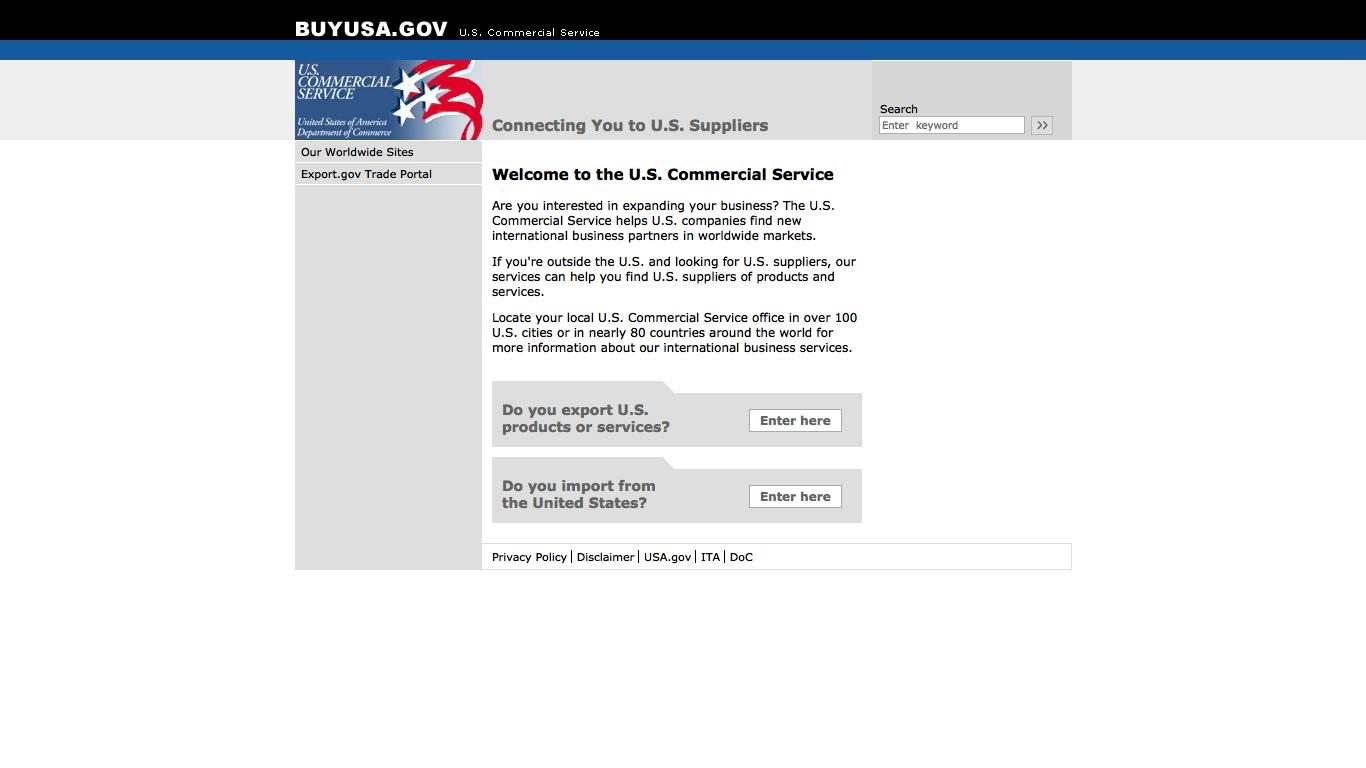 BUYUSA.GOV U.S. Commercial Service
U.S.
COMMERCIAL
SERVICE
United States of America
Department of Commerce
Connecting You to U.S. Suppliers
Search
Enter keyword
>>
Our Worldwide Sites
Export.gov Trade Portal
Welcome to the U.S. Commercial Service
Are you interested in expanding your business? The U.S.
Commercial Service helps U.S. companies find new
international business partners in worldwide markets.
If you're outside the U.S. and looking for U.S. suppliers, our
services can help you find U.S. suppliers of products and
services.
Locate your local U.S. Commercial Service office in over 100
U.S. cities or in nearly 80 countries around the world for
more information about our international business services.
Do you export U.S.
products or services?
Enter here
Do you import from
the United States?
Enter here
Privacy Policy | Disclaimer | USA.gov | ITA | DoC